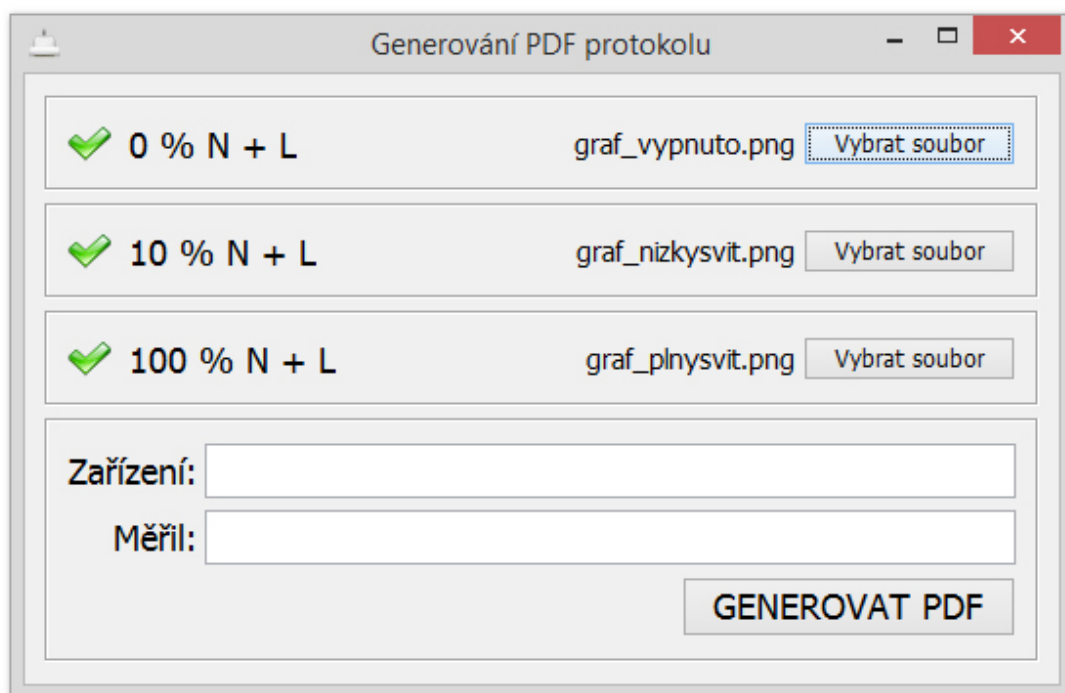 Generování PDF protokolu
0 % N + L graf_vypnuto.png Vybrat soubor
10 % N + L graf_nizkysvit.png Vybrat soubor
100 % N + L graf_plnysvit.png Vybrat soubor
Zařízení:
Měřil:
GENEROVAT PDF